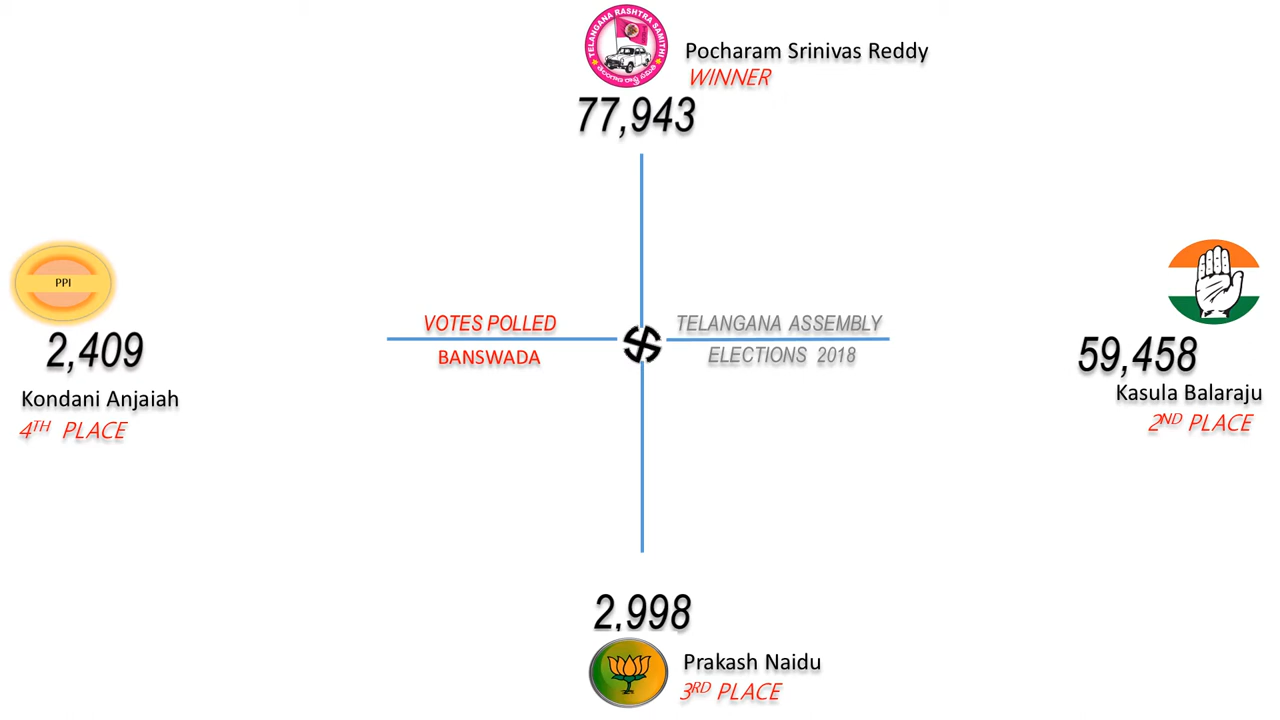 TELANGANA RASHTRA SAMITHI
తెలంగాణ రాష్ట్ర సమితి
Pocharam Srinivas Reddy
WINNER
77,943
PPI
2,409
Kondani Anjaiah
4TH PLACE
VOTES POLLED
BANSWADA
TELANGANA ASSEMBLY
ELECTIONS 2018
59,458
Kasula Balaraju
2ND PLACE
2,998
Prakash Naidu
3RD PLACE